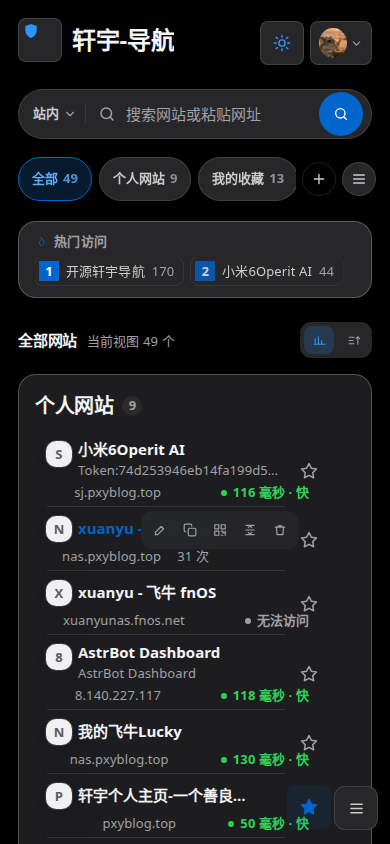 轩宇-导航
站内 搜索网站或粘贴网址
全部 49 个人网站 9 我的收藏 13
热门访问
1 开源轩宇导航 170 2 小米6Operit AI 44
全部网站 当前视图 49 个
个人网站 9
S 小米6Operit AI
Token:74d253946eb14fa199d5...
sj.pxyblog.top 116 毫秒 · 快
N xuanyu -
nas.pxyblog.top 31 次
X xuanyu - 飞牛 fnOS
xuanyunas.fnos.net 无法访问
8 AstrBot Dashboard
AstrBot Dashboard
8.140.227.117 118 毫秒 · 快
N 我的飞牛Lucky
nas.pxyblog.top 130 毫秒 · 快
P 轩宇个人主页-一个善良...
pxyblog.top 50 毫秒 · 快